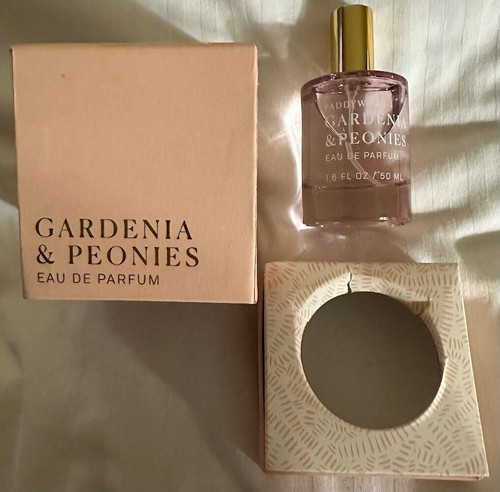 GARDENIA
& PEONIES
EAU DE PARFUM
GARDENIA
&PEONIES
EAU DE PARFUM
1.6 FL OZ / 50 ML